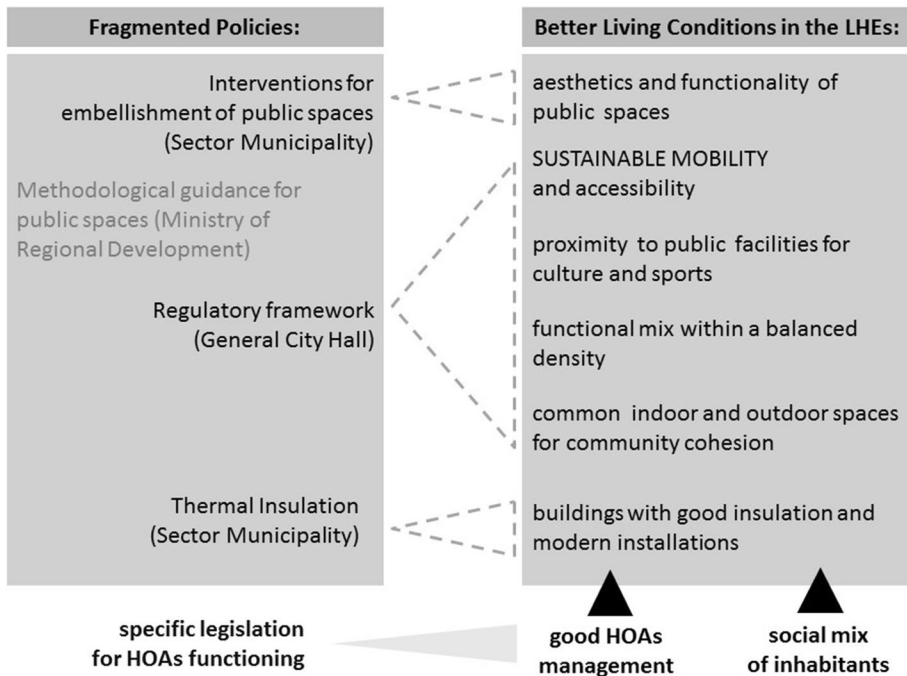 Fragmented Policies:
Interventions for
embellishment of public spaces
(Sector Municipality)
Methodological guidance for
public spaces (Ministry of
Regional Development)
Regulatory framework
(General City Hall)
Thermal Insulation
(Sector Municipality)
specific legislation
for HOAs functioning
Better Living Conditions in the LHEs:
aesthetics and functionality of
public spaces
SUSTAINABLE MOBILITY
and accessibility
proximity to public facilities for
culture and sports
functional mix within a balanced
density
common indoor and outdoor spaces
for community cohesion
buildings with good insulation and
modern installations
good HOAs
management
social mix
of inhabitants